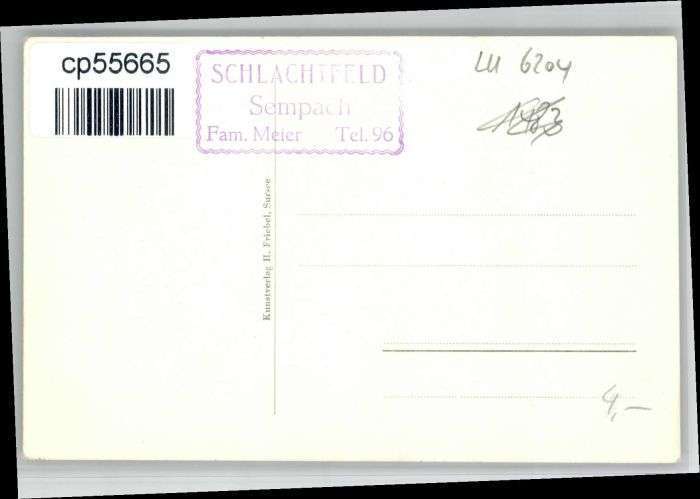 cp55665
SCHLACHTFELD
Sempach
Fam. Meier Tel. 96
LU 6204
Kunstverlag H. Friebel, Sursee
4,—